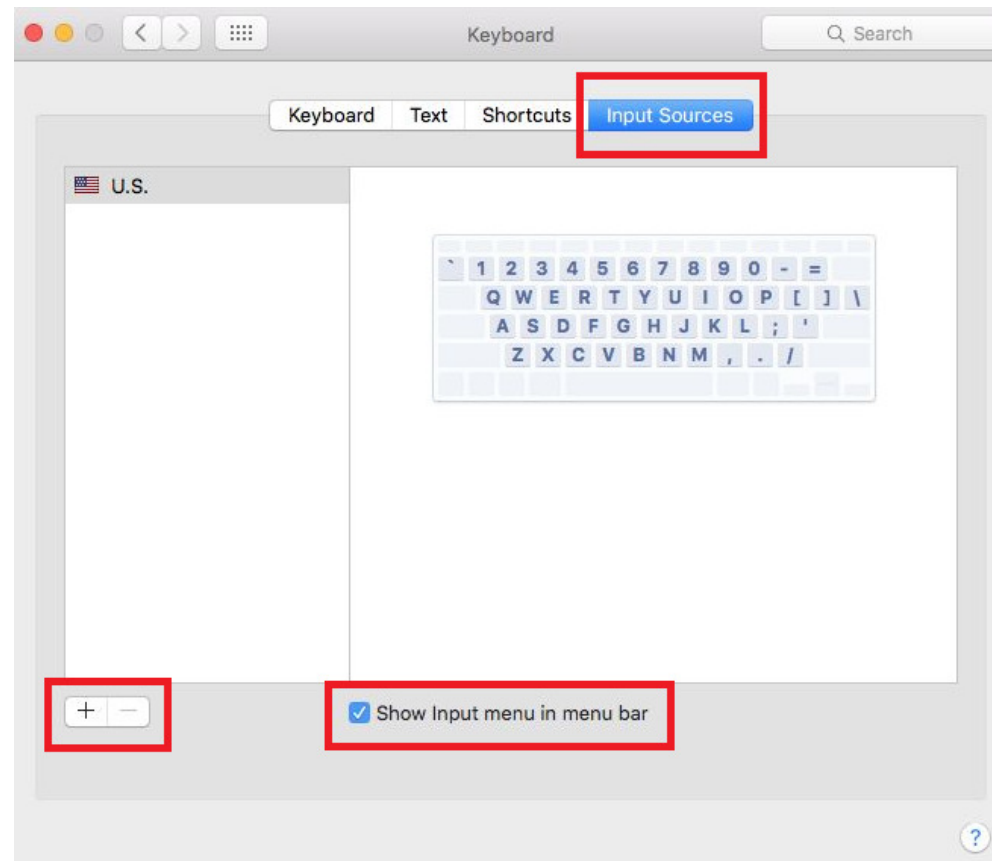 Keyboard
Search
Keyboard Text Shortcuts Input Sources
U.S.
` 1 2 3 4 5 6 7 8 9 0 - =
Q W E R T Y U I O P [ ] \
A S D F G H J K L ; '
Z X C V B N M , . /
+ −
Show Input menu in menu bar
?